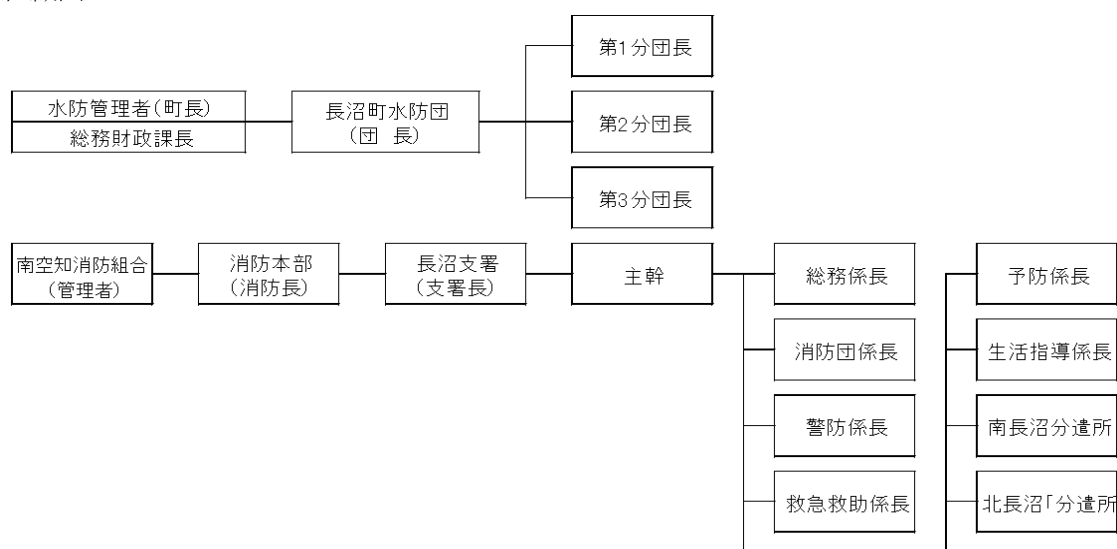 第1分団長
水防管理者(町長)
総務財政課長
長沼町水防団
(団 長)
第2分団長
第3分団長
南空知消防組合
(管理者)
消防本部
(消防長)
長沼支署
(支署長)
主幹
総務係長
予防係長
消防団係長
生活指導係長
警防係長
南長沼分遣所
救急救助係長
北長沼「分遣所